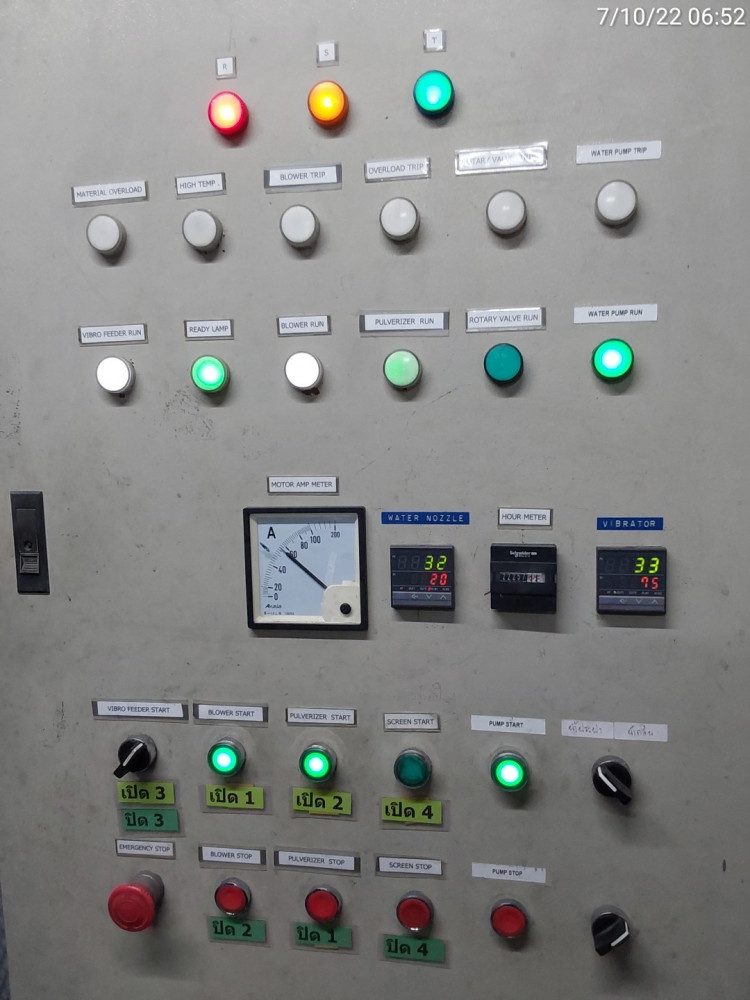 7/10/22 06:52
R
S
T
MATERIAL OVERLOAD
HIGH TEMP.
BLOWER TRIP
OVERLOAD TRIP
WATER PUMP TRIP
VIBRO FEEDER RUN
READY LAMP
BLOWER RUN
PULVERIZER RUN
ROTARY VALVE RUN
WATER PUMP RUN
MOTOR AMP METER
WATER NOZZLE
HOUR METER
VIBRATOR
A
0
20
40
60
80
100
200
32
20
Schneider
33
75
VIBRO FEEDER START
BLOWER START
PULVERIZER START
SCREEN START
PUMP START
เปิด 3
เปิด 1
เปิด 2
เปิด 4
ปิด 3
EMERGENCY STOP
BLOWER STOP
PULVERIZER STOP
SCREEN STOP
PUMP STOP
ปิด 2
ปิด 1
ปิด 4